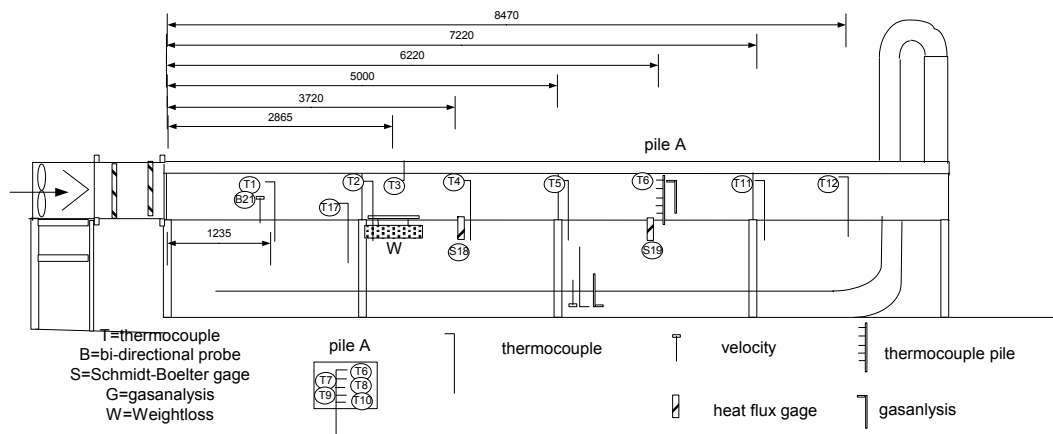 8470
7220
6220
5000
3720
2865
pile A
T1
T2
T3
T4
T5
T6
T11
T12
B21
T17
1235
W
S18
S19
T=thermocouple
B=bi-directional probe
S=Schmidt-Boelter gage
G=gasanalysis
W=Weightloss
pile A
T6
T7
T8
T9
T10
thermocouple
velocity
thermocouple pile
heat flux gage
gasanlysis